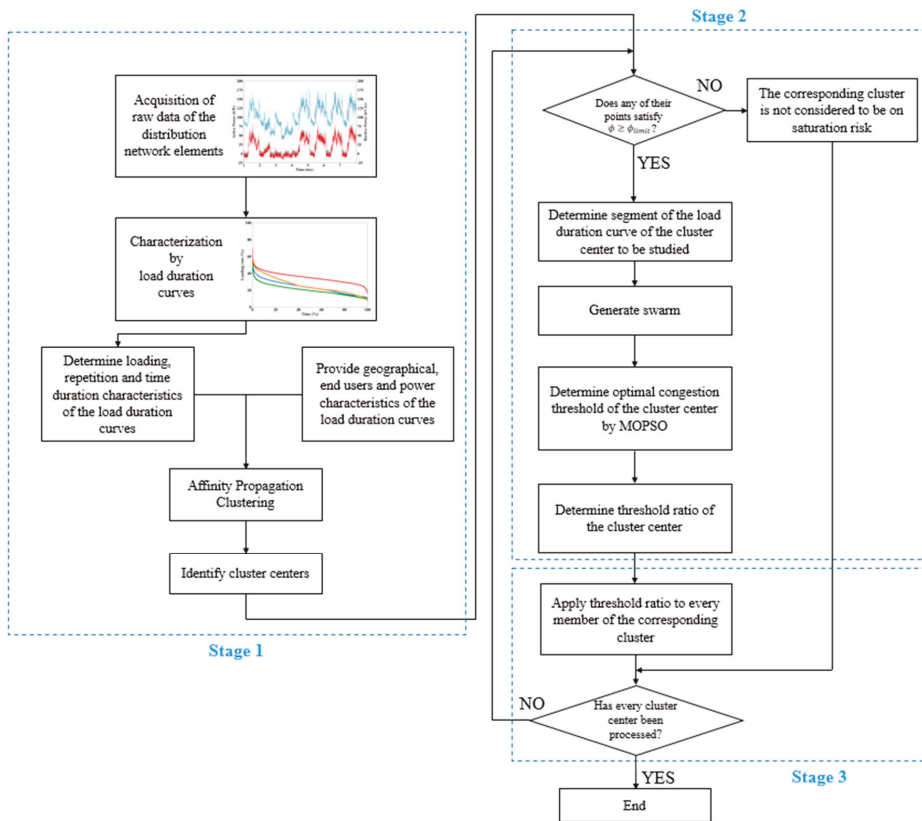 Stage 2
Acquisition of
raw data of the
distribution
network elements
Time (day)
Characterization
by
load duration
curves
Loading rate (%)
Time (%)
Determine loading,
repetition and time
duration characteristics
of the load duration
curves
Provide geographical,
end users and power
characteristics of the
load duration curves
Affinity Propagation
Clustering
Identify cluster centers
Stage 1
Does any of their
points satisfy
ϕ ≥ ϕlimit?
NO
The corresponding cluster
is not considered to be on
saturation risk
YES
Determine segment of the load
duration curve of the cluster
center to be studied
Generate swarm
Determine optimal congestion
threshold of the cluster center
by MOPSO
Determine threshold ratio of
the cluster center
Apply threshold ratio to every
member of the corresponding
cluster
NO
Has every cluster
center been
processed?
YES
Stage 3
End